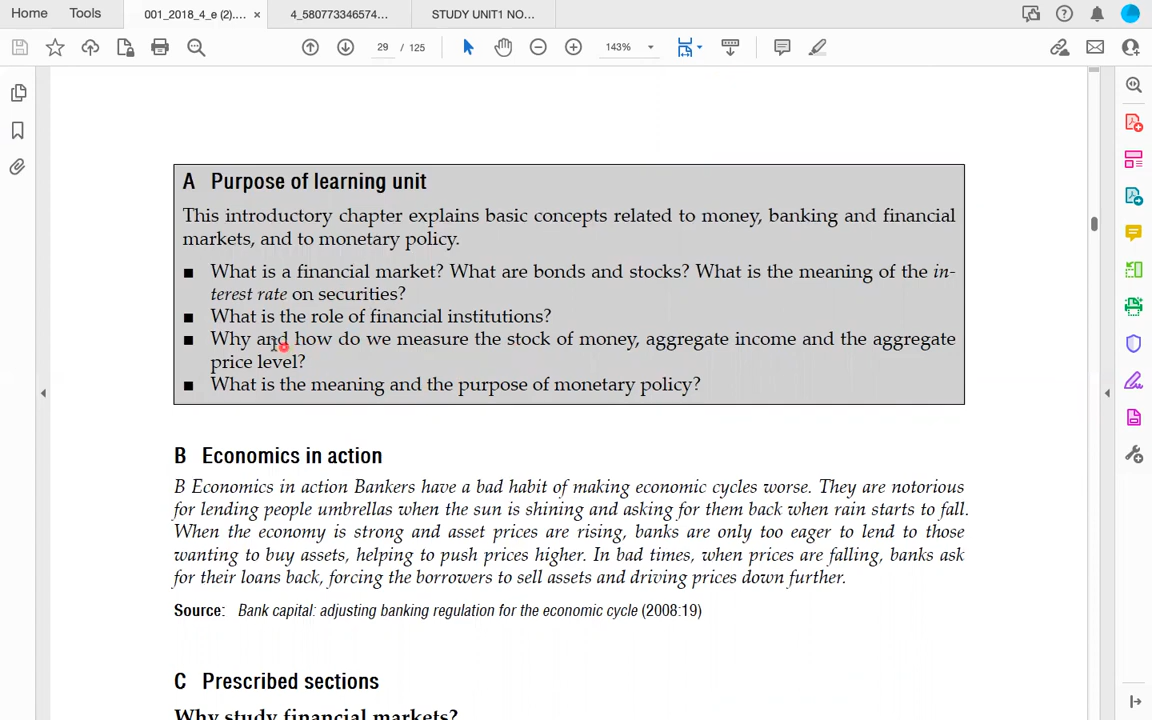 Home Tools 001_2018_4_e (2).... × 4_580773346574... STUDY UNIT1 NO...
29 / 125 143%
A Purpose of learning unit
This introductory chapter explains basic concepts related to money, banking and financial
markets, and to monetary policy.
■ What is a financial market? What are bonds and stocks? What is the meaning of the in-
terest rate on securities?
■ What is the role of financial institutions?
■ Why and how do we measure the stock of money, aggregate income and the aggregate
price level?
■ What is the meaning and the purpose of monetary policy?
B Economics in action
B Economics in action Bankers have a bad habit of making economic cycles worse. They are notorious
for lending people umbrellas when the sun is shining and asking for them back when rain starts to fall.
When the economy is strong and asset prices are rising, banks are only too eager to lend to those
wanting to buy assets, helping to push prices higher. In bad times, when prices are falling, banks ask
for their loans back, forcing the borrowers to sell assets and driving prices down further.
Source: Bank capital: adjusting banking regulation for the economic cycle (2008:19)
C Prescribed sections
Why study financial markets?